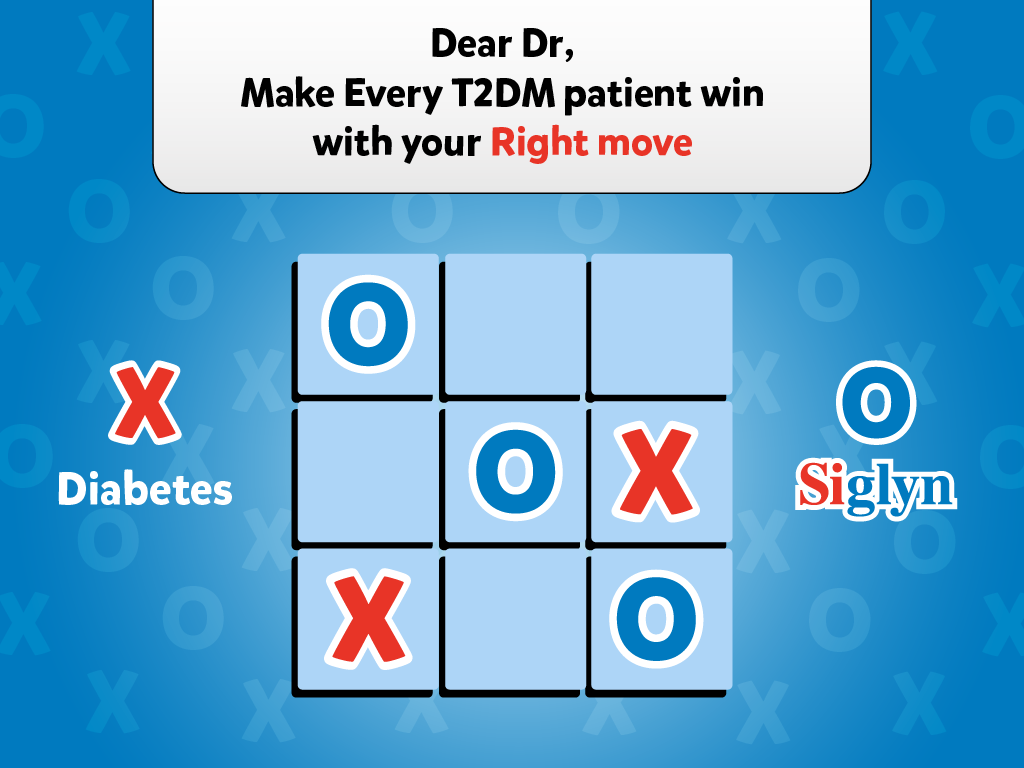 Dear Dr,
Make Every T2DM patient win
with your Right move
O
O X
X O
X
Diabetes
O
Siglyn